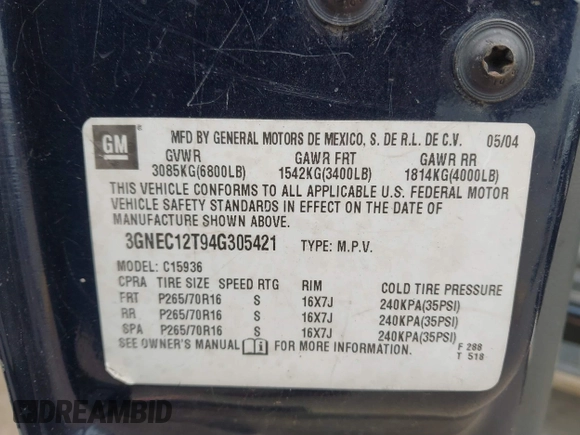 GM
MFD BY GENERAL MOTORS DE MEXICO, S. DE R.L. DE C.V. 05/04
GVWR GAWR FRT GAWR RR
3085KG(6800LB) 1542KG(3400LB) 1814KG(4000LB)
THIS VEHICLE CONFORMS TO ALL APPLICABLE U.S. FEDERAL MOTOR
VEHICLE SAFETY STANDARDS IN EFFECT ON THE DATE OF
MANUFACTURE SHOWN ABOVE.
3GNEC12T94G305421 TYPE: M.P.V.
MODEL: C15936
CPRA TIRE SIZE SPEED RTG RIM COLD TIRE PRESSURE
FRT P265/70R16 S 16X7J 240KPA(35PSI)
RR P265/70R16 S 16X7J 240KPA(35PSI)
SPA P265/70R16 S 16X7J 240KPA(35PSI)
SEE OWNER'S MANUAL FOR MORE INFORMATION. F 288
T 518
DREAMBID